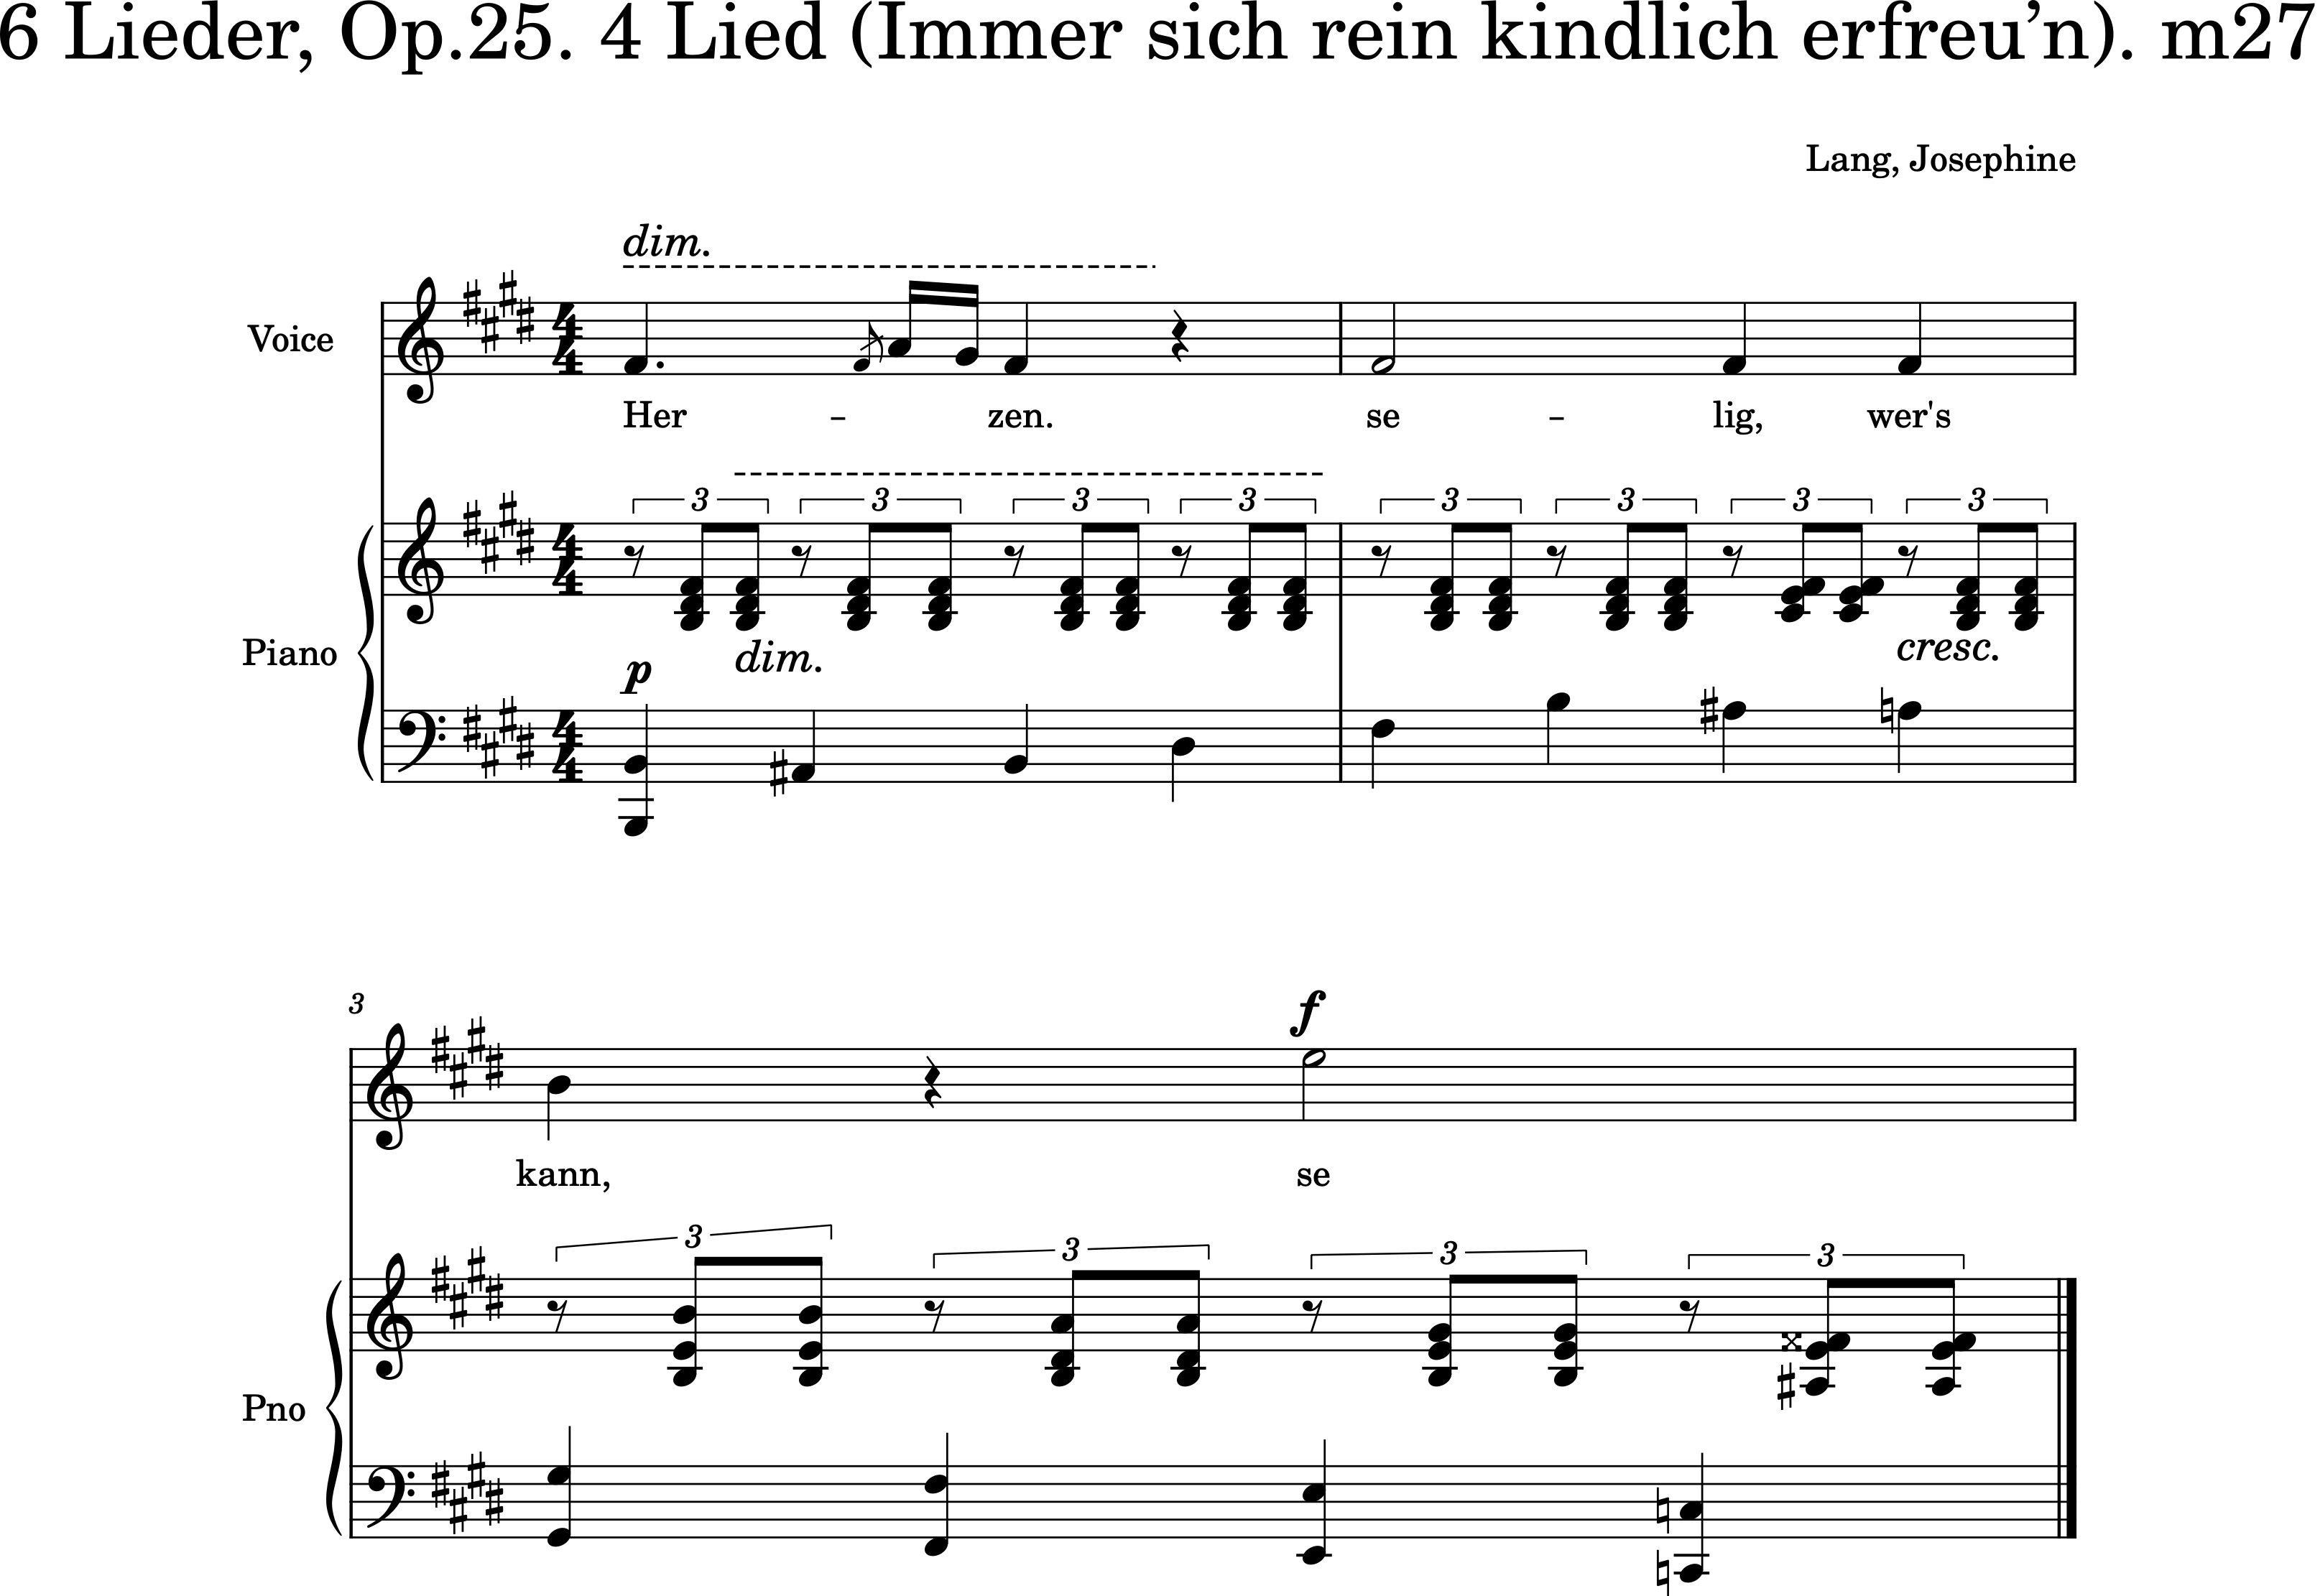 6 Lieder, Op.25. 4 Lied (Immer sich rein kindlich erfreu’n). m27
Lang, Josephine
dim.
Voice
Her - zen. se - lig, wer's
3 3 3 3 3 3 3 3
Piano
p dim. cresc.
3
f
kann, se
3 3 3 3
Pno